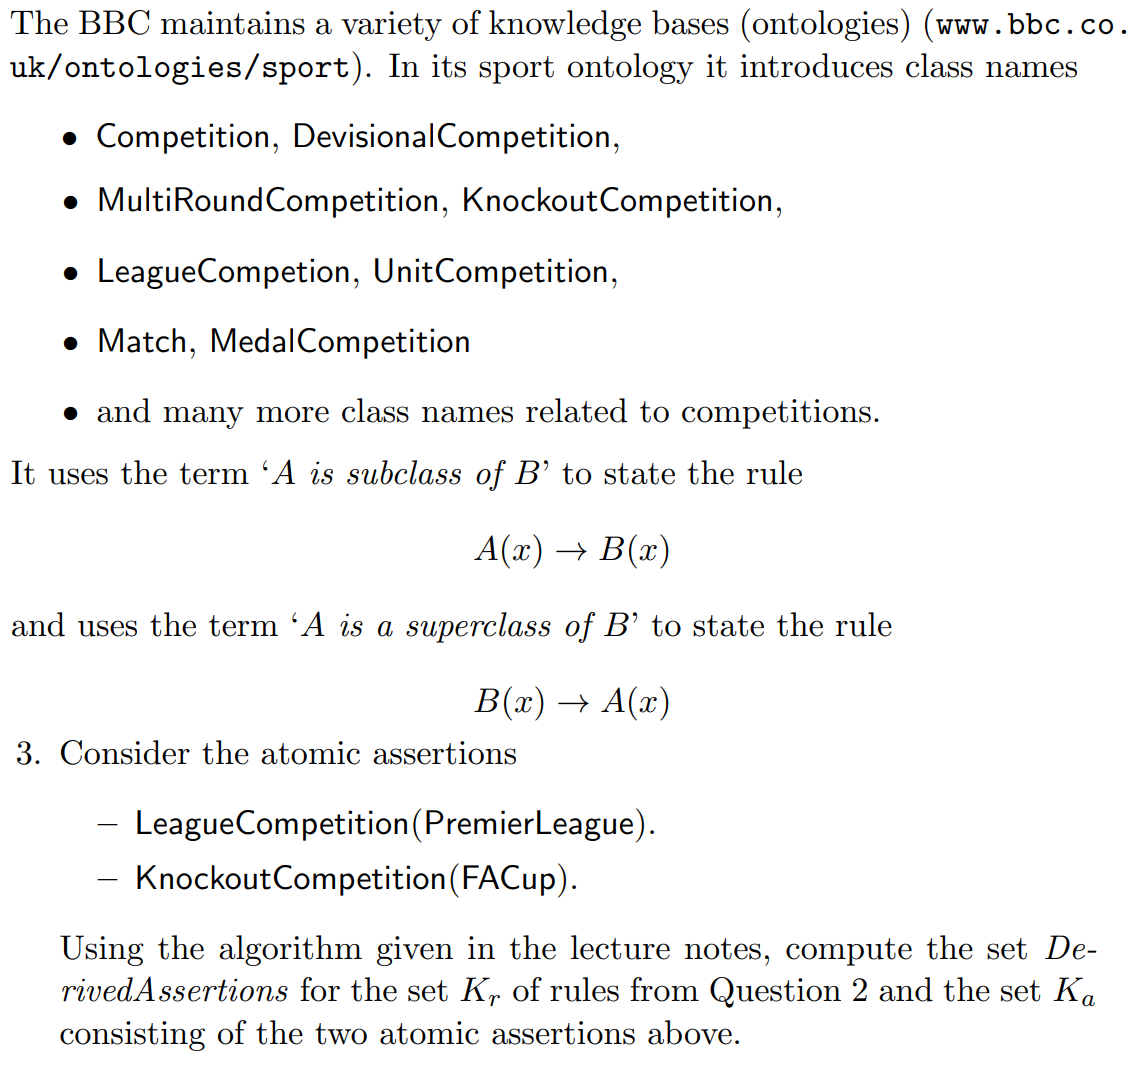 The BBC maintains a variety of knowledge bases (ontologies) (www.bbc.co.
uk/ontologies/sport). In its sport ontology it introduces class names
• Competition, DevisionalCompetition,
• MultiRoundCompetition, KnockoutCompetition,
• LeagueCompetion, UnitCompetition,
• Match, MedalCompetition
• and many more class names related to competitions.
It uses the term ‘A is subclass of B’ to state the rule
A(x) → B(x)
and uses the term ‘A is a superclass of B’ to state the rule
B(x) → A(x)
3. Consider the atomic assertions
– LeagueCompetition(PremierLeague).
– KnockoutCompetition(FACup).
Using the algorithm given in the lecture notes, compute the set De-
rivedAssertions for the set Kr of rules from Question 2 and the set Ka
consisting of the two atomic assertions above.